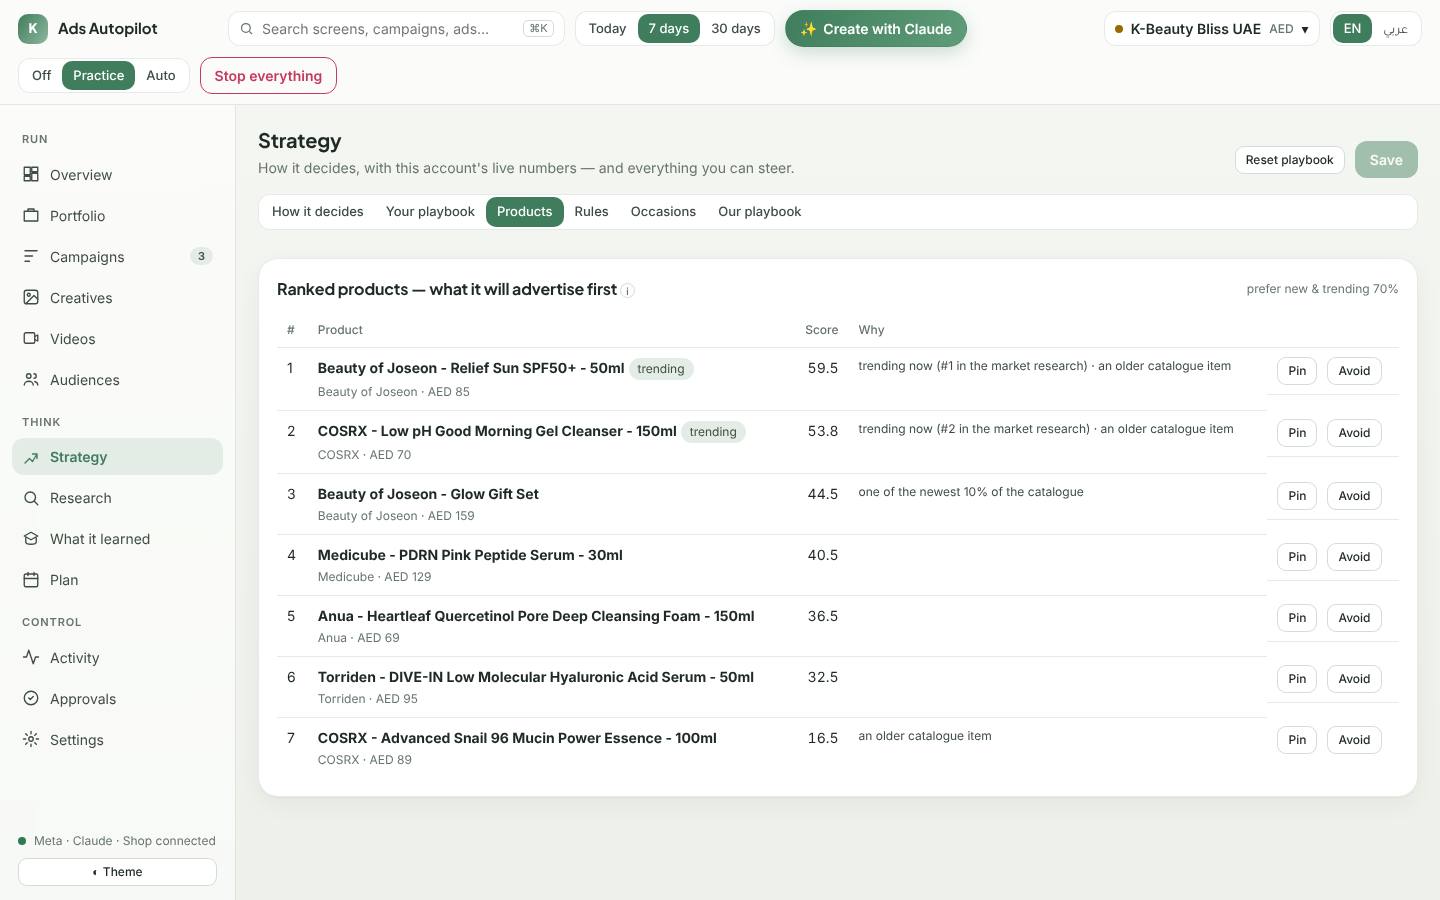 K Ads Autopilot
Search screens, campaigns, ads... ⌘K
Today 7 days 30 days
✨ Create with Claude
K-Beauty Bliss UAE AED ▾
EN عربي
Off Practice Auto
Stop everything
RUN
Overview
Portfolio
Campaigns 3
Creatives
Videos
Audiences
THINK
Strategy
Research
What it learned
Plan
CONTROL
Activity
Approvals
Settings
Meta · Claude · Shop connected
Theme
Strategy
How it decides, with this account's live numbers — and everything you can steer.
Reset playbook Save
How it decides Your playbook Products Rules Occasions Our playbook
Ranked products — what it will advertise first i
prefer new & trending 70%
# Product Score Why
1 Beauty of Joseon - Relief Sun SPF50+ - 50ml trending 59.5 trending now (#1 in the market research) · an older catalogue item Pin Avoid
Beauty of Joseon · AED 85
2 COSRX - Low pH Good Morning Gel Cleanser - 150ml trending 53.8 trending now (#2 in the market research) · an older catalogue item Pin Avoid
COSRX · AED 70
3 Beauty of Joseon - Glow Gift Set 44.5 one of the newest 10% of the catalogue Pin Avoid
Beauty of Joseon · AED 159
4 Medicube - PDRN Pink Peptide Serum - 30ml 40.5 Pin Avoid
Medicube · AED 129
5 Anua - Heartleaf Quercetinol Pore Deep Cleansing Foam - 150ml 36.5 Pin Avoid
Anua · AED 69
6 Torriden - DIVE-IN Low Molecular Hyaluronic Acid Serum - 50ml 32.5 Pin Avoid
Torriden · AED 95
7 COSRX - Advanced Snail 96 Mucin Power Essence - 100ml 16.5 an older catalogue item Pin Avoid
COSRX · AED 89